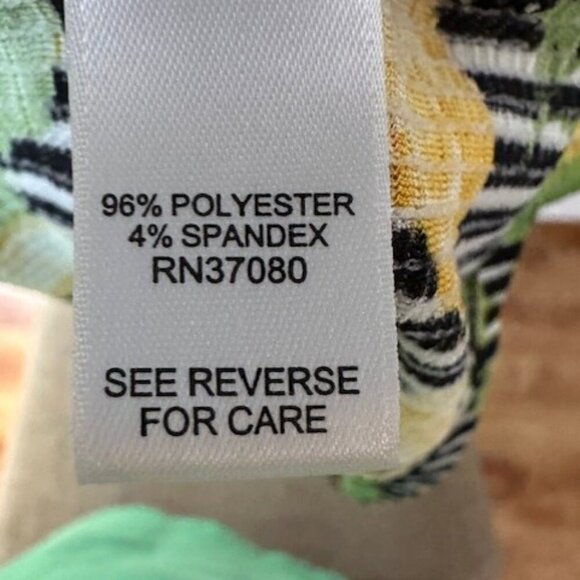 96% POLYESTER
4% SPANDEX
RN37080
SEE REVERSE
FOR CARE